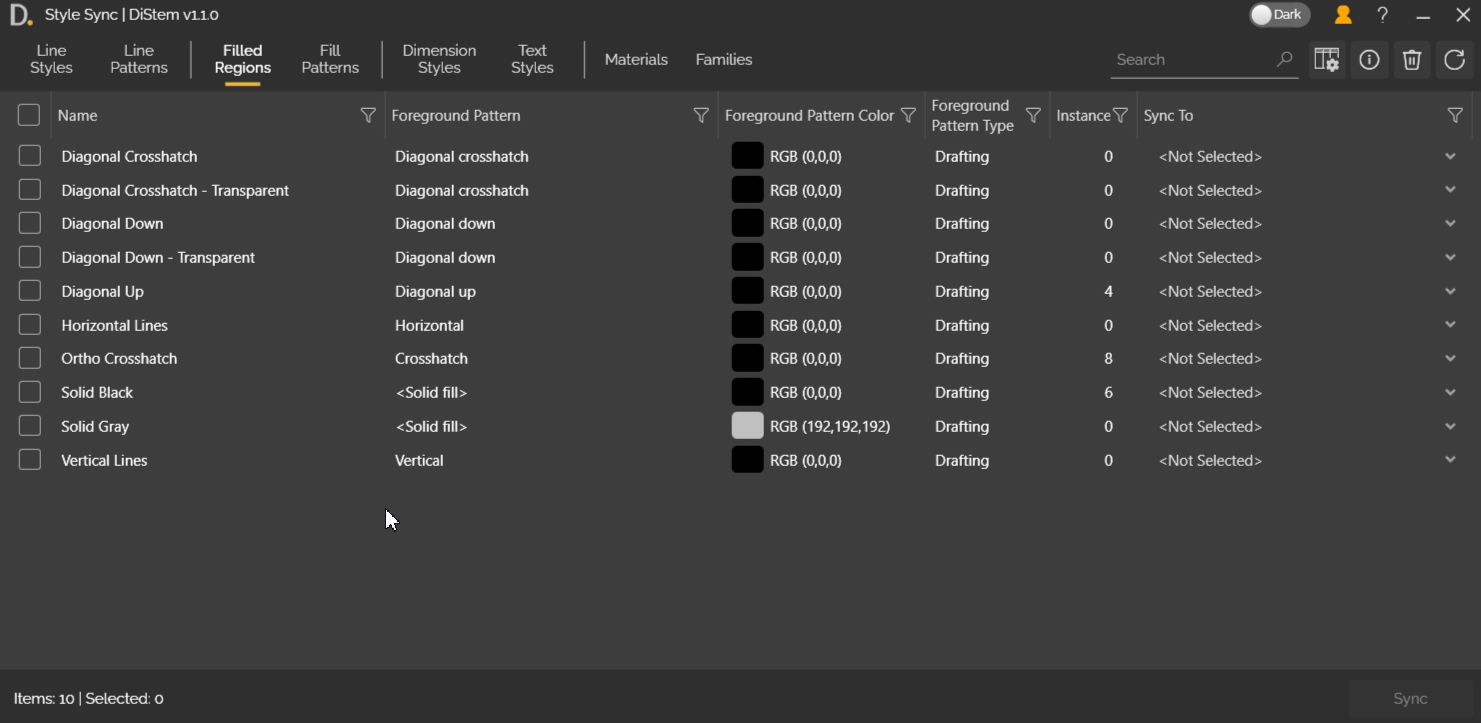 D. Style Sync | DiStem v1.1.0 Dark ?
Line Styles Line Patterns Filled Regions Fill Patterns Dimension Styles Text Styles Materials Families Search
Name Foreground Pattern Foreground Pattern Color Foreground Pattern Type Instance Sync To
Diagonal Crosshatch Diagonal crosshatch RGB (0,0,0) Drafting 0 <Not Selected>
Diagonal Crosshatch - Transparent Diagonal crosshatch RGB (0,0,0) Drafting 0 <Not Selected>
Diagonal Down Diagonal down RGB (0,0,0) Drafting 0 <Not Selected>
Diagonal Down - Transparent Diagonal down RGB (0,0,0) Drafting 0 <Not Selected>
Diagonal Up Diagonal up RGB (0,0,0) Drafting 4 <Not Selected>
Horizontal Lines Horizontal RGB (0,0,0) Drafting 0 <Not Selected>
Ortho Crosshatch Crosshatch RGB (0,0,0) Drafting 8 <Not Selected>
Solid Black <Solid fill> RGB (0,0,0) Drafting 6 <Not Selected>
Solid Gray <Solid fill> RGB (192,192,192) Drafting 0 <Not Selected>
Vertical Lines Vertical RGB (0,0,0) Drafting 0 <Not Selected>
Items: 10 | Selected: 0 Sync